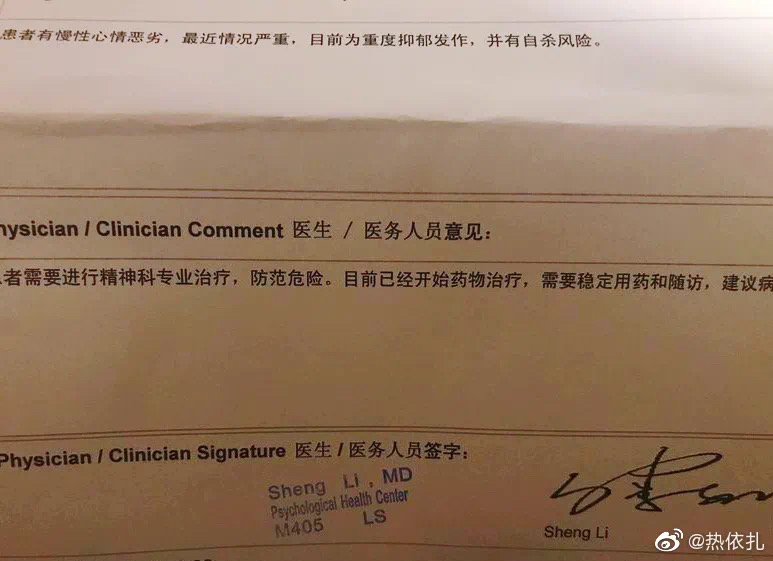 患者有慢性心情恶劣，最近情况严重，目前为重度抑郁发作，并有自杀风险。
hysician / Clinician Comment 医生 / 医务人员意见：
者需要进行精神科专业治疗，防范危险。目前已经开始药物治疗，需要稳定用药和随访，建议病
Physician / Clinician Signature 医生 / 医务人员签字：
Sheng LI, MD
Psychological Health Center
M405 LS
Sheng Li
@热依扎